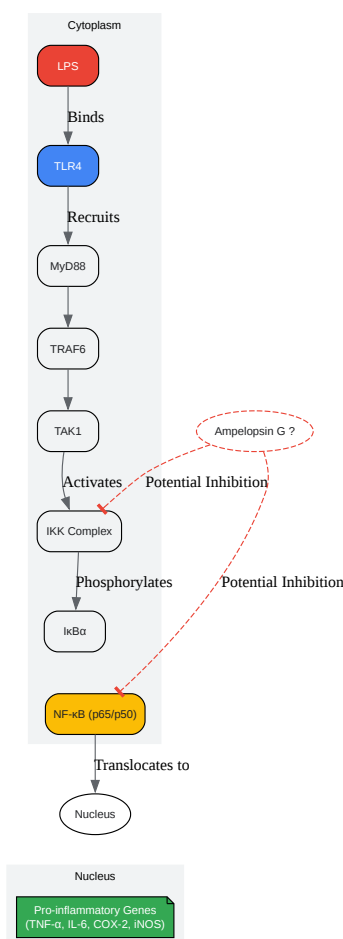 Cytoplasm
LPS
Binds
TLR4
Recruits
MyD88
TRAF6
TAK1
Ampelopsin G ?
Activates
Potential Inhibition
IKK Complex
Phosphorylates
Potential Inhibition
IκBα
NF-κB (p65/p50)
Translocates to
Nucleus
Nucleus
Pro-inflammatory Genes
(TNF-α, IL-6, COX-2, iNOS)